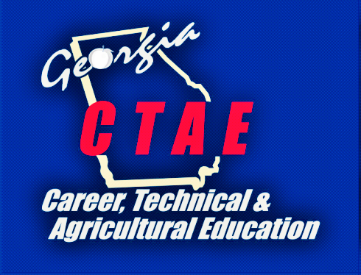 Georgia
CTAE
Career, Technical &
Agricultural Education